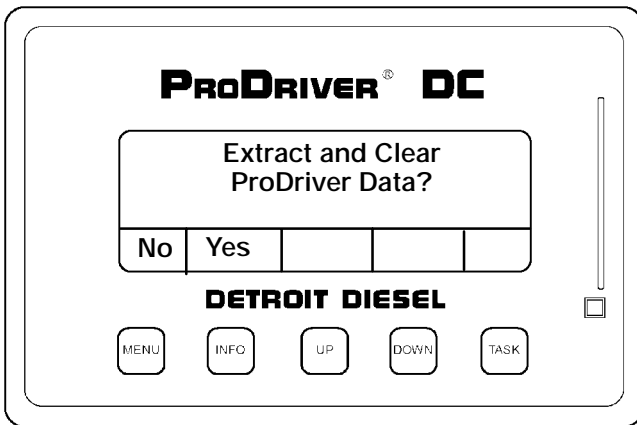 PRODRIVER® DC
Extract and Clear
ProDriver Data?
No Yes
DETROIT DIESEL
MENU INFO UP DOWN TASK